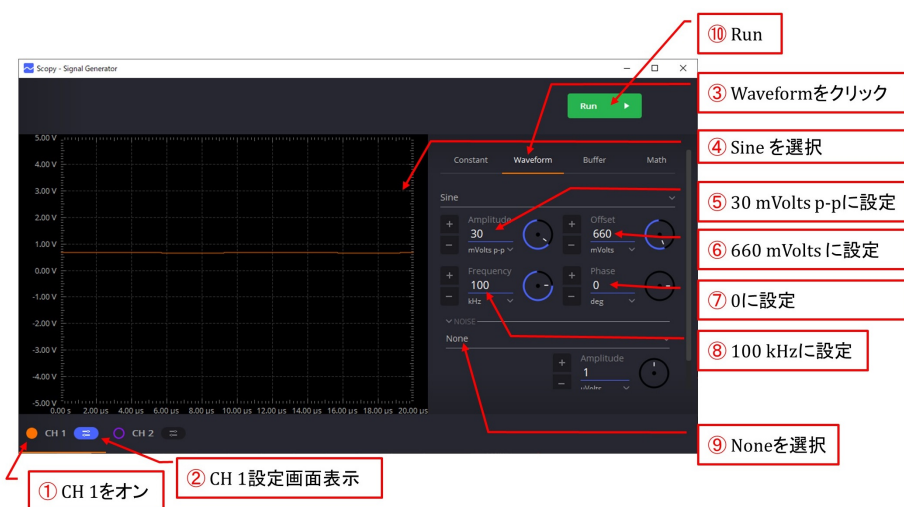 ⑩ Run
Scopy - Signal Generator
Run
③ Waveformをクリック
④ Sine を選択
⑤ 30 mVolts p-pに設定
⑥ 660 mVolts に設定
⑦ 0に設定
⑧ 100 kHzに設定
⑨ Noneを選択
5.00 V
4.00 V
3.00 V
2.00 V
1.00 V
0.00 V
-1.00 V
-2.00 V
-3.00 V
-4.00 V
-5.00 V
0.00 s 2.00 µs 4.00 µs 6.00 µs 8.00 µs 10.00 µs 12.00 µs 14.00 µs 16.00 µs 18.00 µs 20.00 µs
Constant Waveform Buffer Math
Sine
Amplitude Offset
30 660
mVolts p-p mVolts
Frequency Phase
100 0
kHz deg
NOISE
None
Amplitude
1
CH 1 CH 2
① CH 1をオン
② CH 1設定画面表示